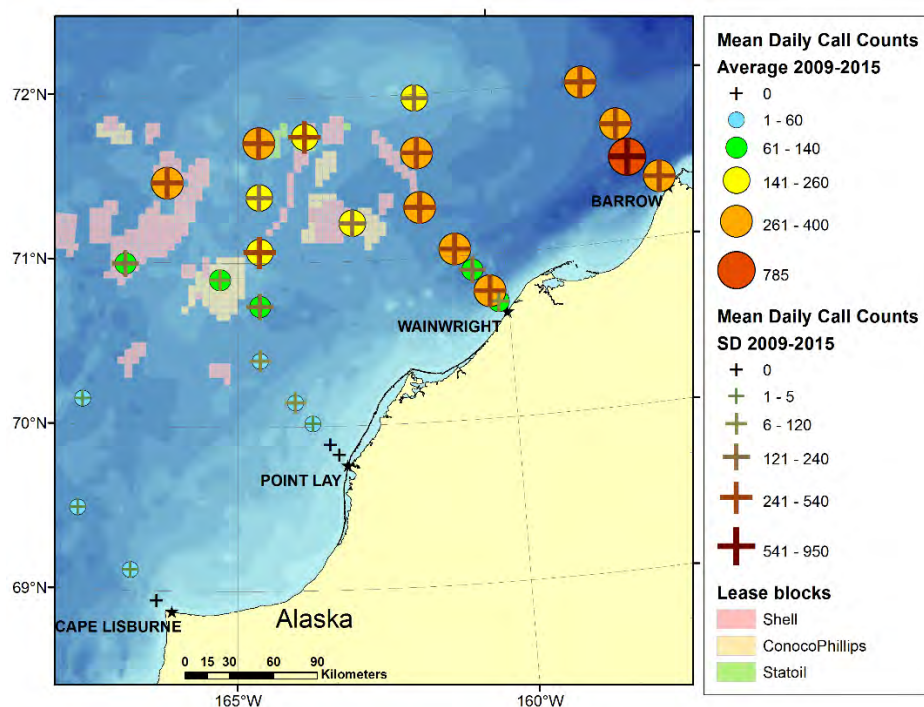 72°N
71°N
70°N
69°N
BARROW
WAINWRIGHT
POINT LAY
CAPE LISBURNE
Alaska
0 15 30 60 90
Kilometers
165°W
160°W
Mean Daily Call Counts
Average 2009-2015
0
1 - 60
61 - 140
141 - 260
261 - 400
785
Mean Daily Call Counts
SD 2009-2015
0
1 - 5
6 - 120
121 - 240
241 - 540
541 - 950
Lease blocks
Shell
ConocoPhillips
Statoil